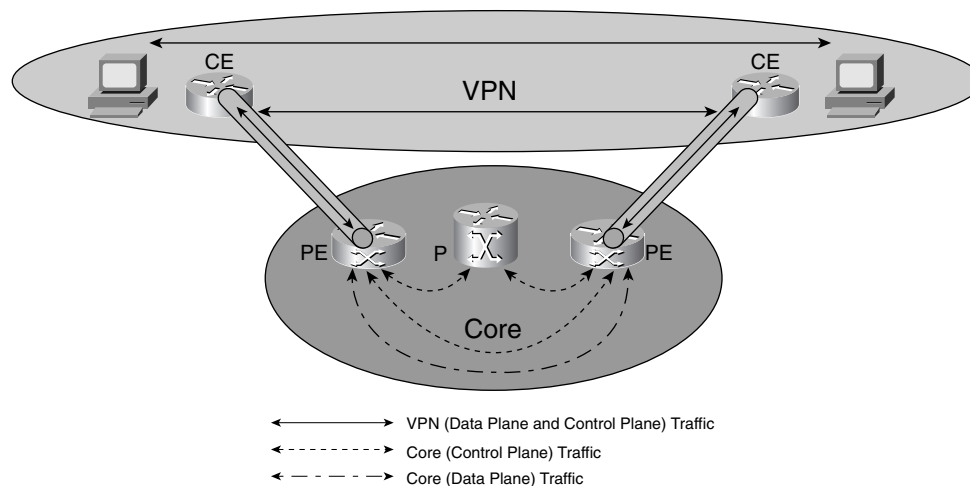 CE
CE
VPN
PE
P
PE
Core
VPN (Data Plane and Control Plane) Traffic
Core (Control Plane) Traffic
Core (Data Plane) Traffic